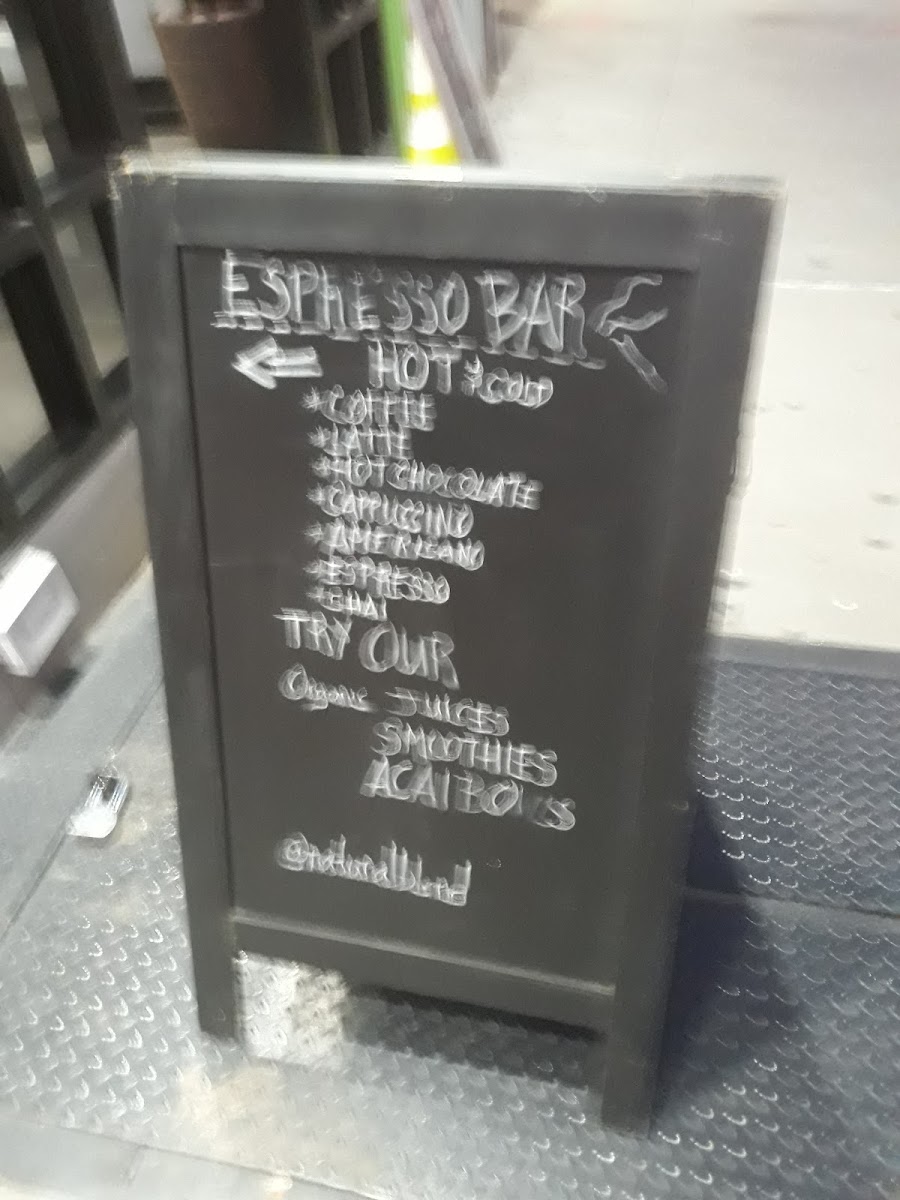 ESPRESSO BAR
HOT & COLD
*COFFEE
*LATTE
*HOT CHOCOLATE
*CAPPUCCINO
*AMERICANO
*ESPRESSO
*CHAI
TRY OUR
Organic JUICES
SMOOTHIES
ACAI BOWLS
@naturalblend